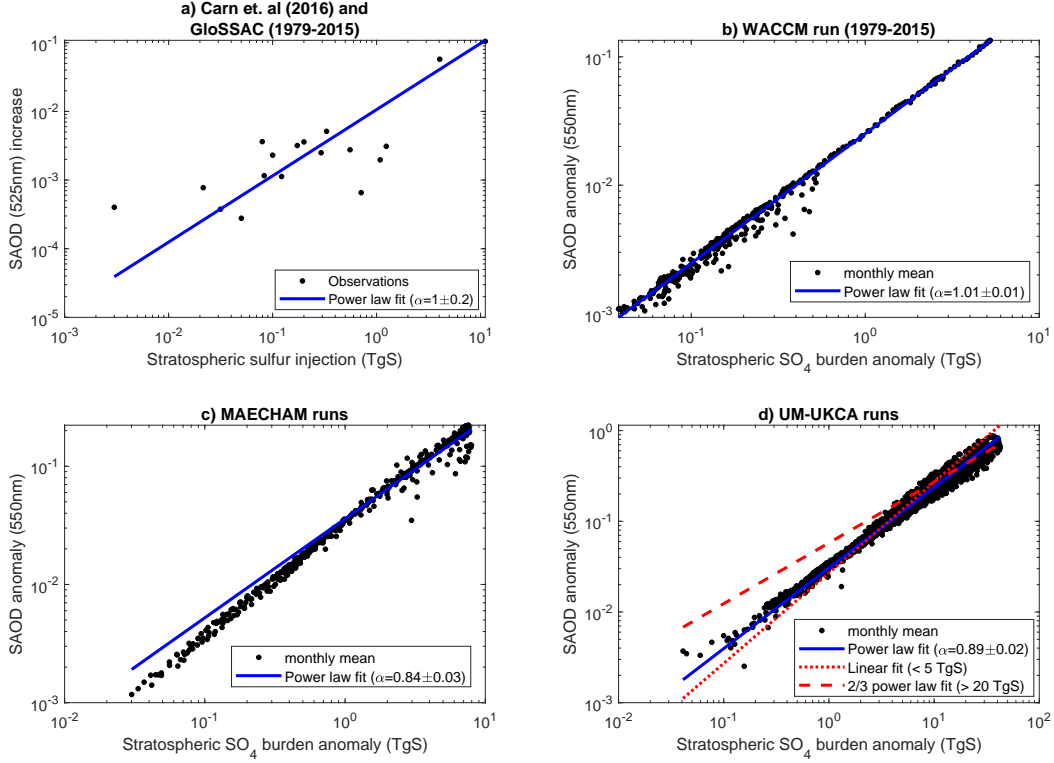 a) Carn et. al (2016) and
GloSSAC (1979-2015)
SAOD (525nm) increase
10^-1
10^-2
10^-3
10^-4
10^-5
Observations
Power law fit (α=1±0.2)
10^-3
10^-2
10^-1
10^0
10^1
Stratospheric sulfur injection (TgS)
b) WACCM run (1979-2015)
SAOD anomaly (550nm)
10^-1
10^-2
10^-3
monthly mean
Power law fit (α=1.01±0.01)
10^-1
10^0
10^1
Stratospheric SO4 burden anomaly (TgS)
c) MAECHAM runs
SAOD anomaly (550nm)
10^-1
10^-2
10^-3
monthly mean
Power law fit (α=0.84±0.03)
10^-2
10^-1
10^0
10^1
Stratospheric SO4 burden anomaly (TgS)
d) UM-UKCA runs
SAOD anomaly (550nm)
10^0
10^-1
10^-2
10^-3
monthly mean
Power law fit (α=0.89±0.02)
Linear fit (< 5 TgS)
2/3 power law fit (> 20 TgS)
10^-2
10^-1
10^0
10^1
10^2
Stratospheric SO4 burden anomaly (TgS)